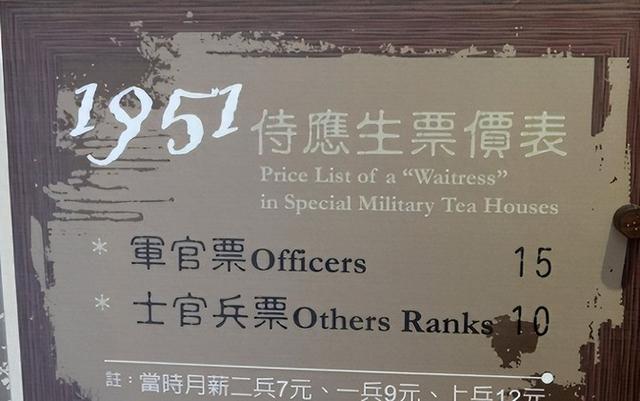 1951 侍應生票價表
Price List of a “Waitress”
in Special Military Tea Houses
* 軍官票Officers 15
* 士官兵票Others Ranks 10
註：當時月薪二兵7元、一兵9元、上兵12元